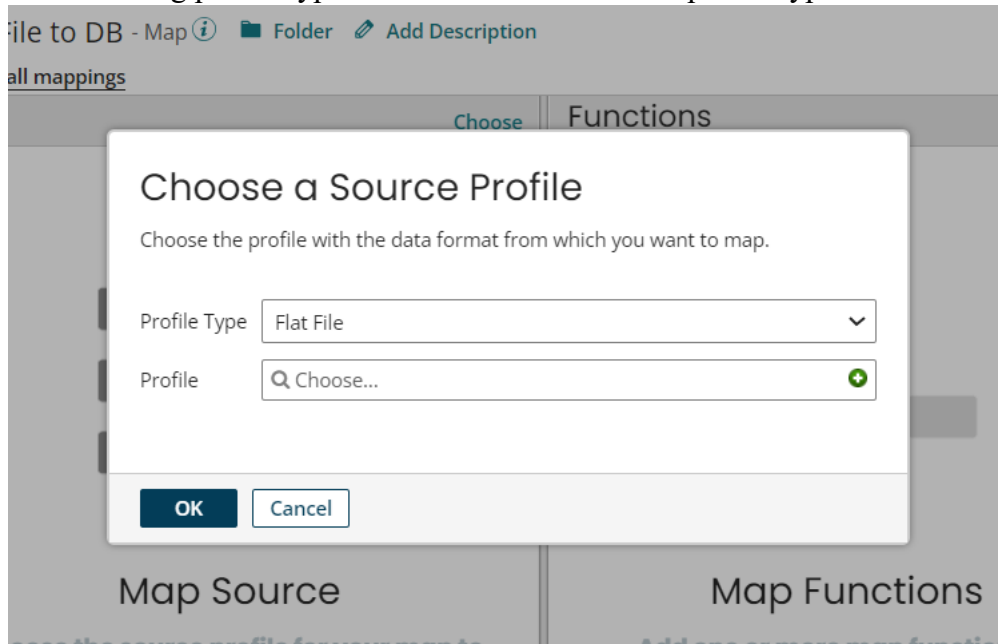 File to DB - Map i Folder Add Description
all mappings
Choose
Functions
Choose a Source Profile
Choose the profile with the data format from which you want to map.
Profile Type Flat File
Profile Choose...
OK Cancel
Map Source
Map Functions